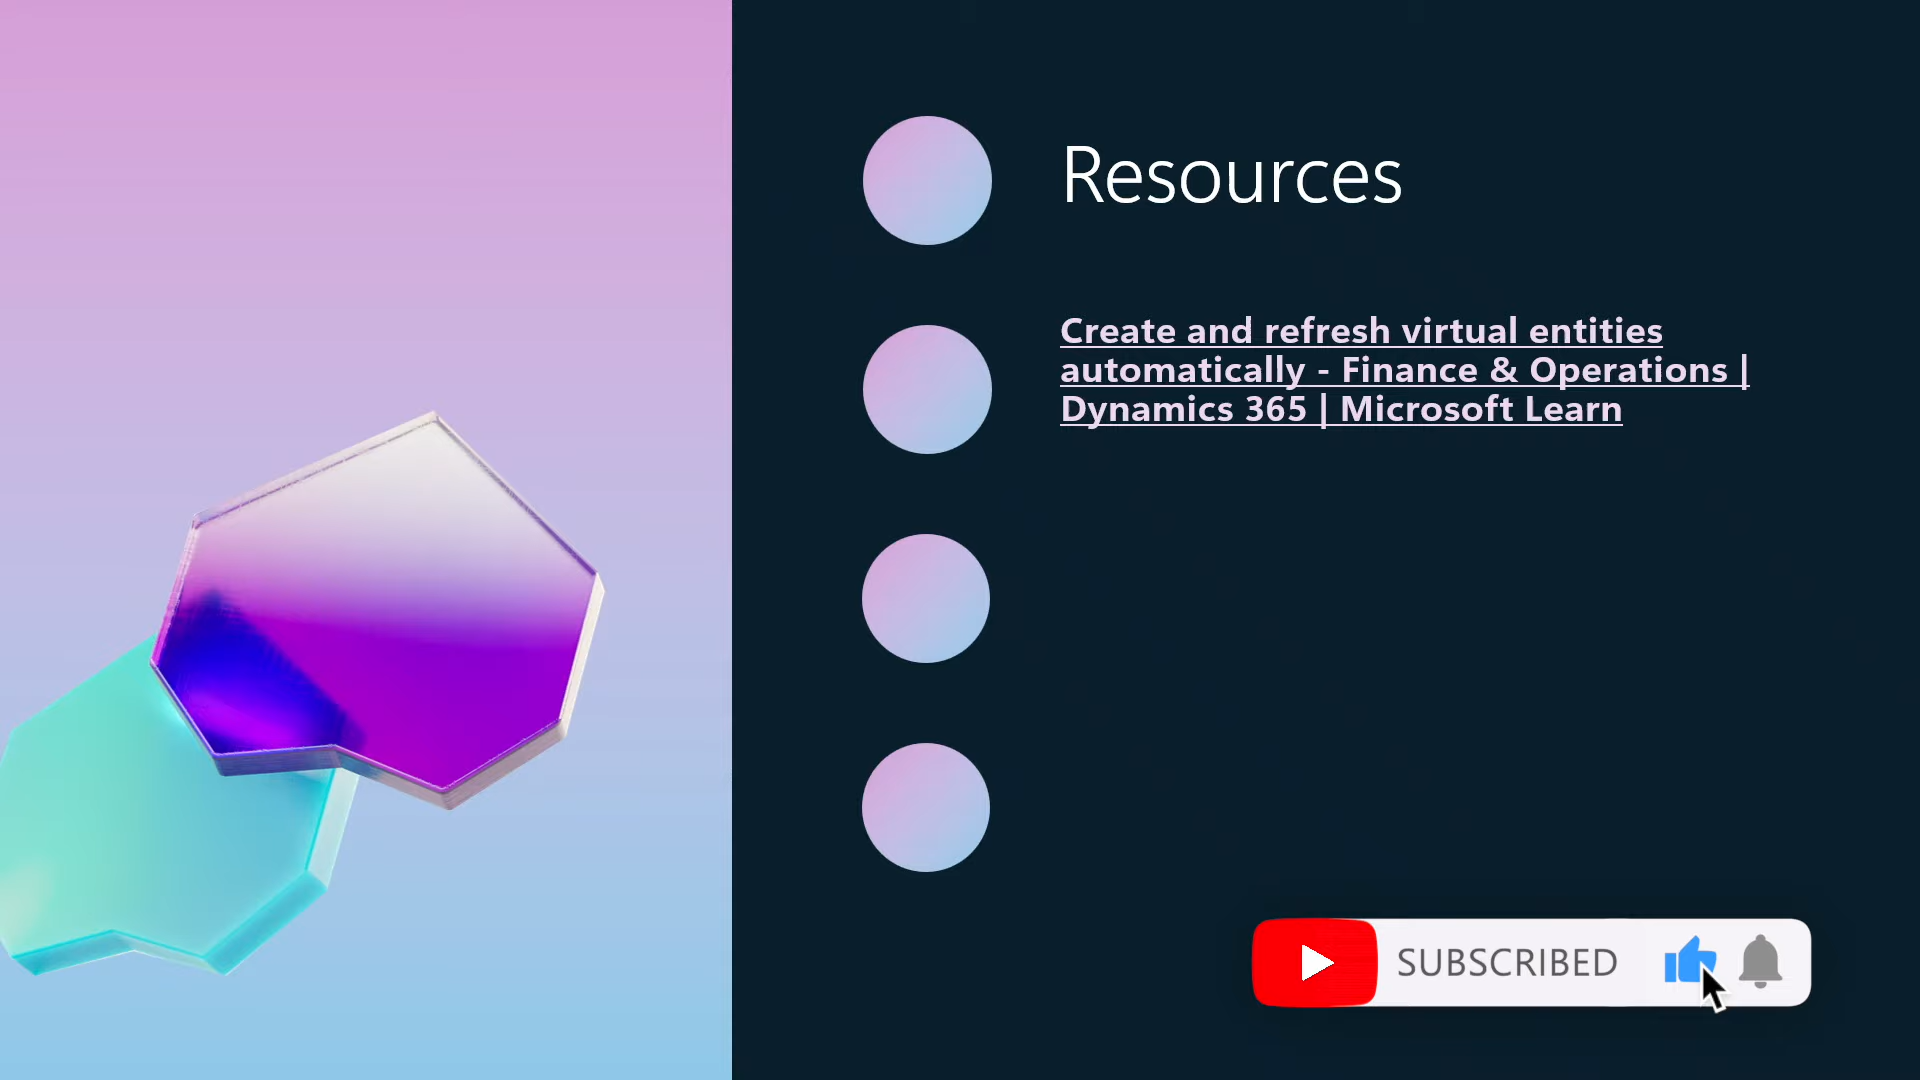 Resources
Create and refresh virtual entities
automatically - Finance & Operations |
Dynamics 365 | Microsoft Learn
SUBSCRIBED